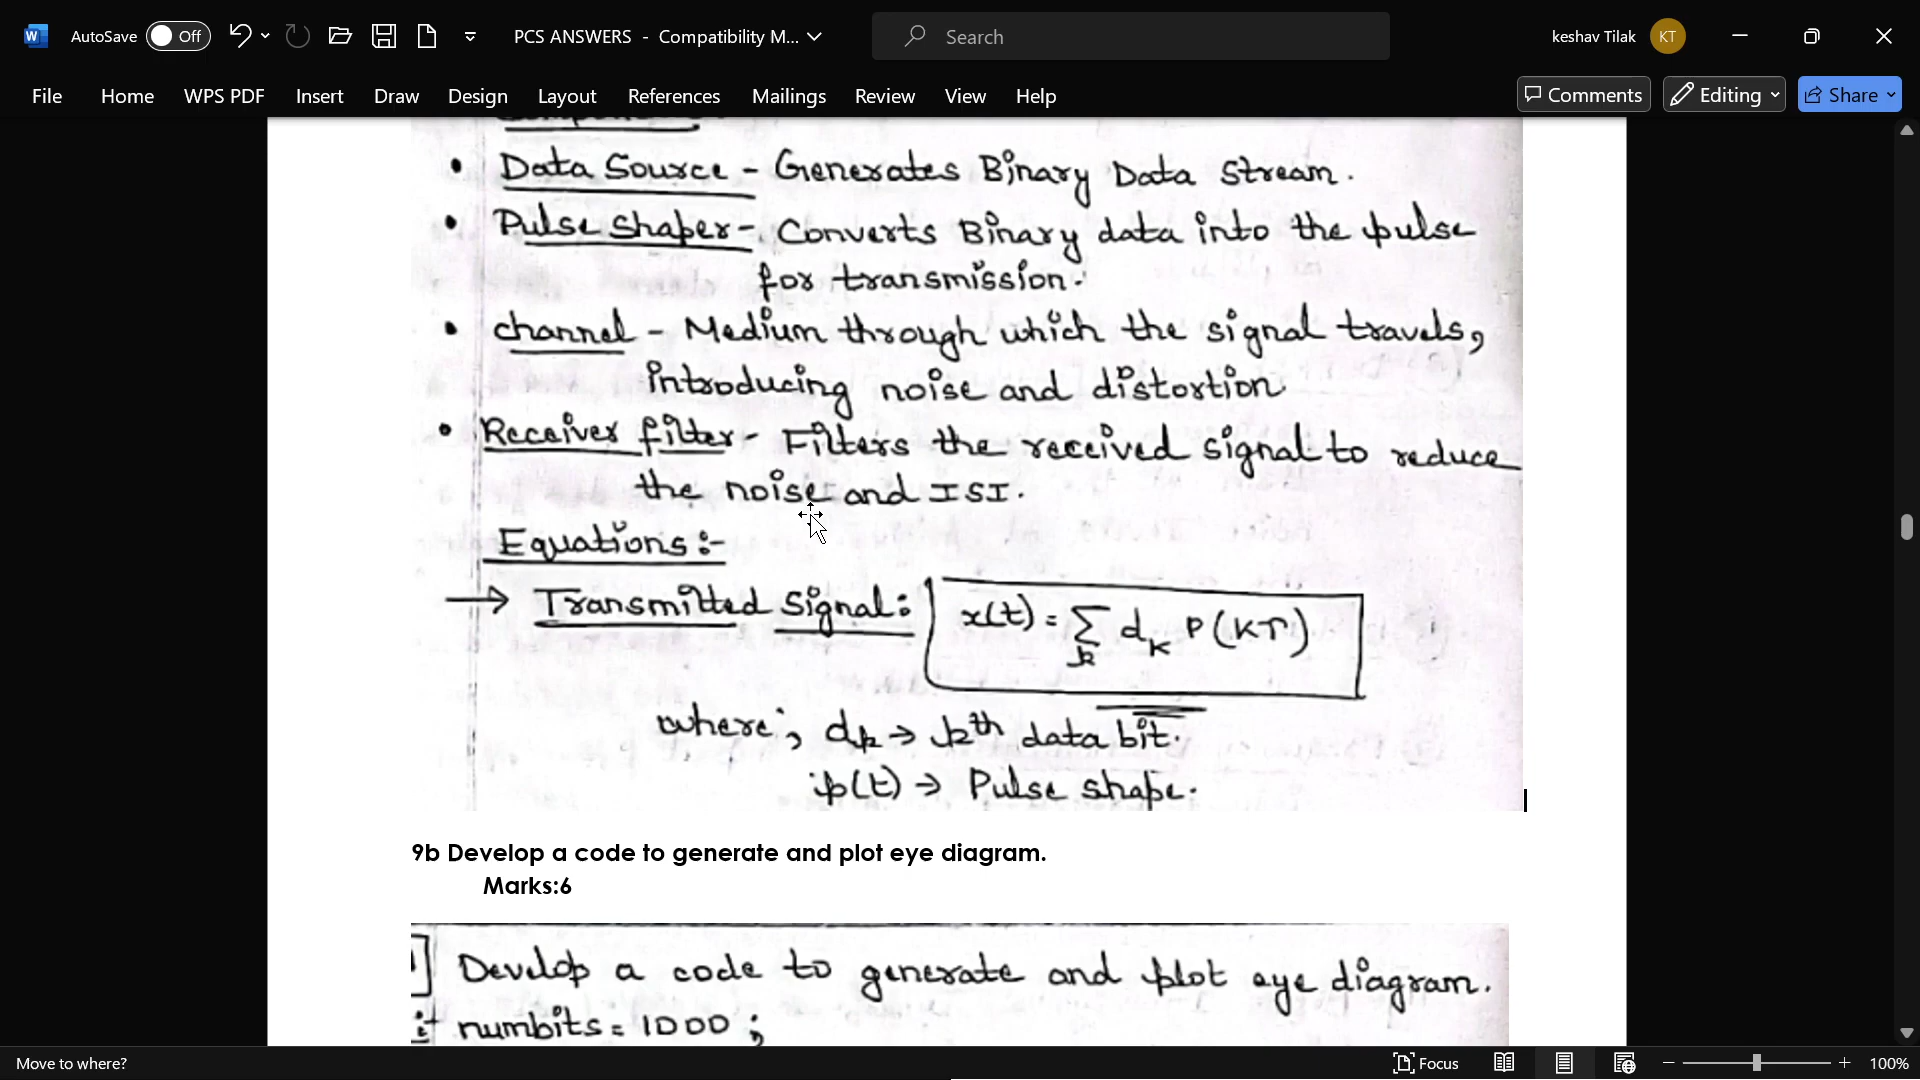 AutoSave Off PCS ANSWERS - Compatibility M... Search keshav Tilak KT
File Home WPS PDF Insert Draw Design Layout References Mailings Review View Help Comments Editing Share
• Data Source - Generates Binary Data Stream.
• Pulse Shaper - Converts Binary data into the pulse
for transmission.
• channel - Medium through which the signal travels,
introducing noise and distortion
• Receiver filter - Filters the received signal to reduce
the noise and ISI.
Equations :-
→ Transmitted Signal: x(t) = Σ_k d_k P(KT)
where; d_k → kth data bit.
p(t) → Pulse shape.
9b Develop a code to generate and plot eye diagram.
Marks:6
Develop a code to generate and plot eye diagram.
numbits = 1000 ;
Move to where? Focus 100%